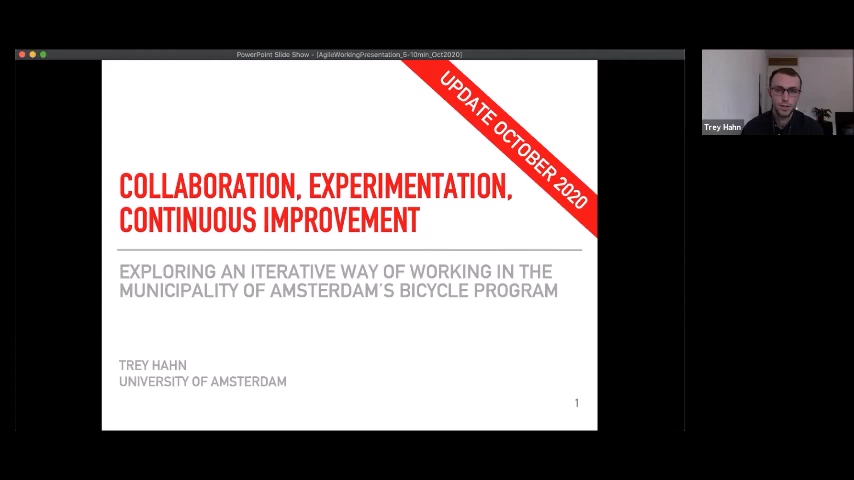 PowerPoint Slide Show - [AgileWorkingPresentation_5-10min_Oct2020]
UPDATE OCTOBER 2020
COLLABORATION, EXPERIMENTATION,
CONTINUOUS IMPROVEMENT
EXPLORING AN ITERATIVE WAY OF WORKING IN THE
MUNICIPALITY OF AMSTERDAM'S BICYCLE PROGRAM
TREY HAHN
UNIVERSITY OF AMSTERDAM
1
Trey Hahn